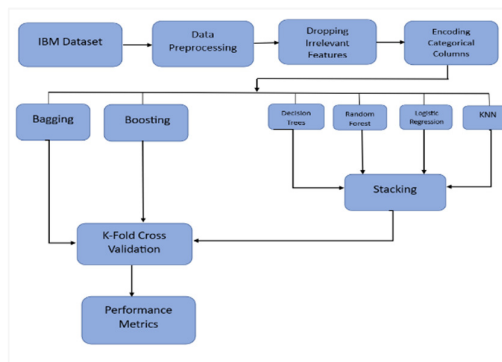 IBM Dataset
Data
Preprocessing
Dropping
Irrelevant
Features
Encoding
Categorical
Columns
Bagging
Boosting
Decision
Trees
Random
Forest
Logistic
Regression
KNN
Stacking
K-Fold Cross
Validation
Performance
Metrics